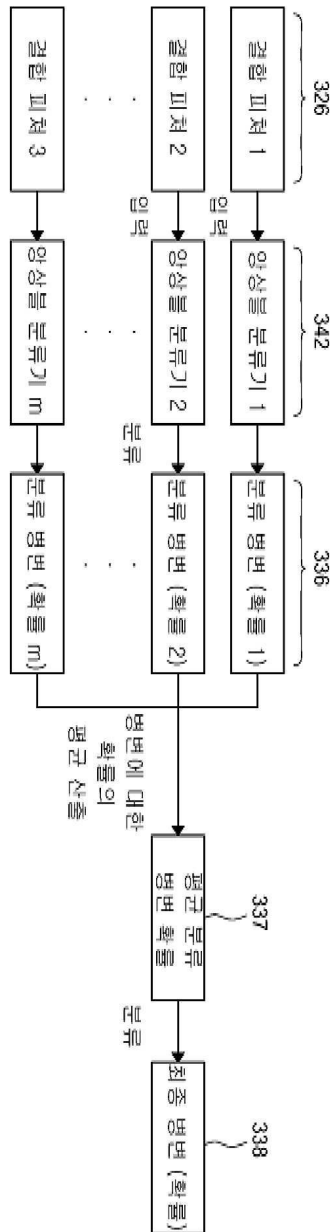 326
342
336
결합 피처 1
입력
앙상블 분류기 1
분류 병변 (확률 1)
결합 피처 2
입력
앙상블 분류기 2
분류
분류 병변 (확률 2)
결합 피처 3
앙상블 분류기 m
분류 병변 (확률 m)
병변에 대한
확률의
평균 산출
337
평균 분류
병변 확률
분류
338
최종 병변 (확률)